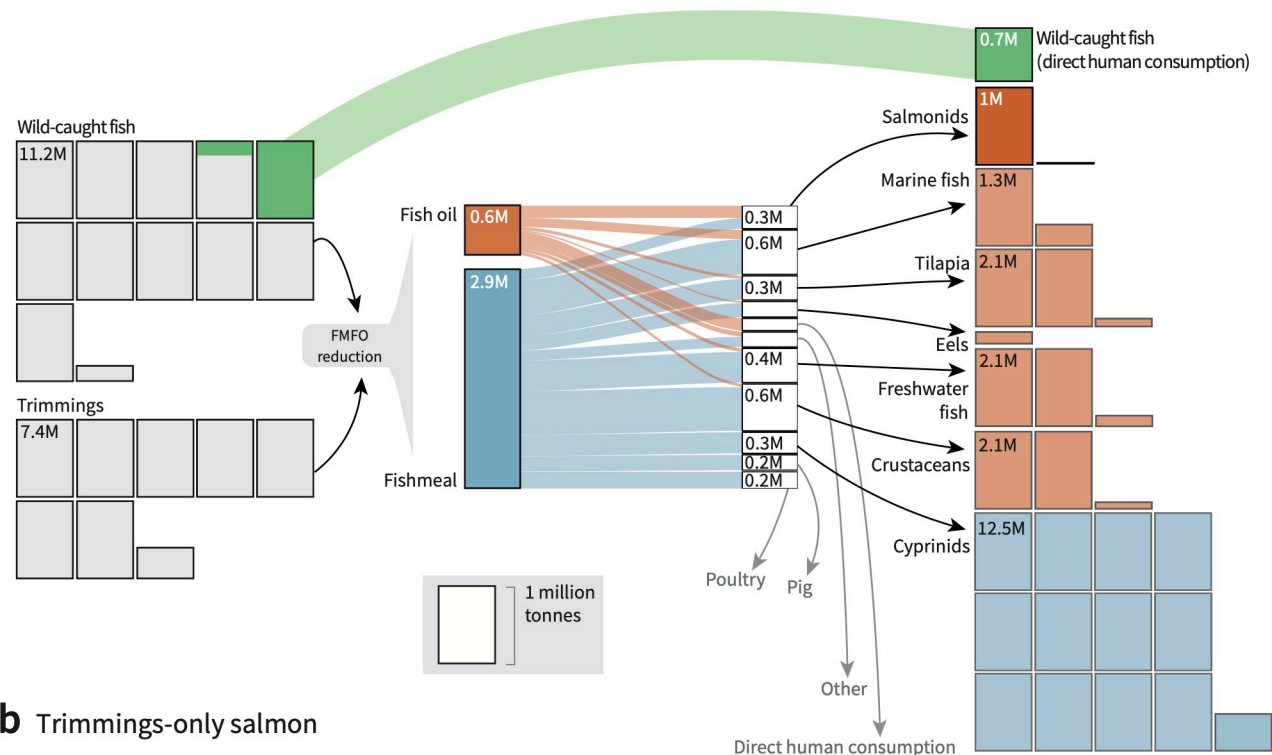 0.7M
Wild-caught fish
(direct human consumption)
1M
Salmonids
Wild-caught fish
11.2M
Marine fish
1.3M
Fish oil
0.6M
0.3M
0.6M
Tilapia
2.1M
2.9M
0.3M
FMFO
reduction
Eels
0.4M
2.1M
Freshwater
fish
0.6M
Trimmings
7.4M
2.1M
0.3M
Crustaceans
0.2M
Fishmeal
0.2M
12.5M
Cyprinids
Poultry
Pig
1 million
tonnes
Other
b Trimmings-only salmon
Direct human consumption